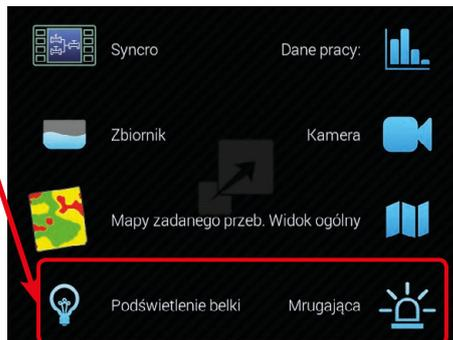 Syncro Dane pracy:
Zbiornik Kamera
Mapy zadanego przeb. Widok ogólny
Podświetlenie belki Mrugająca